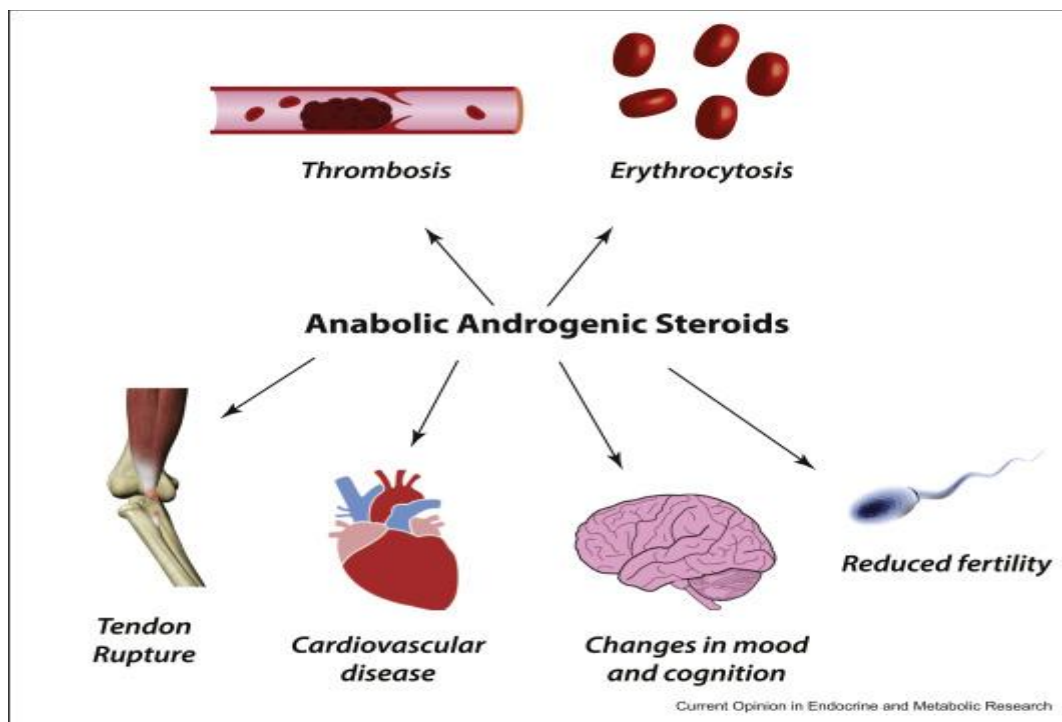 Thrombosis
Erythrocytosis
Anabolic Androgenic Steroids
Tendon
Rupture
Cardiovascular
disease
Changes in mood
and cognition
Reduced fertility
Current Opinion in Endocrine and Metabolic Research